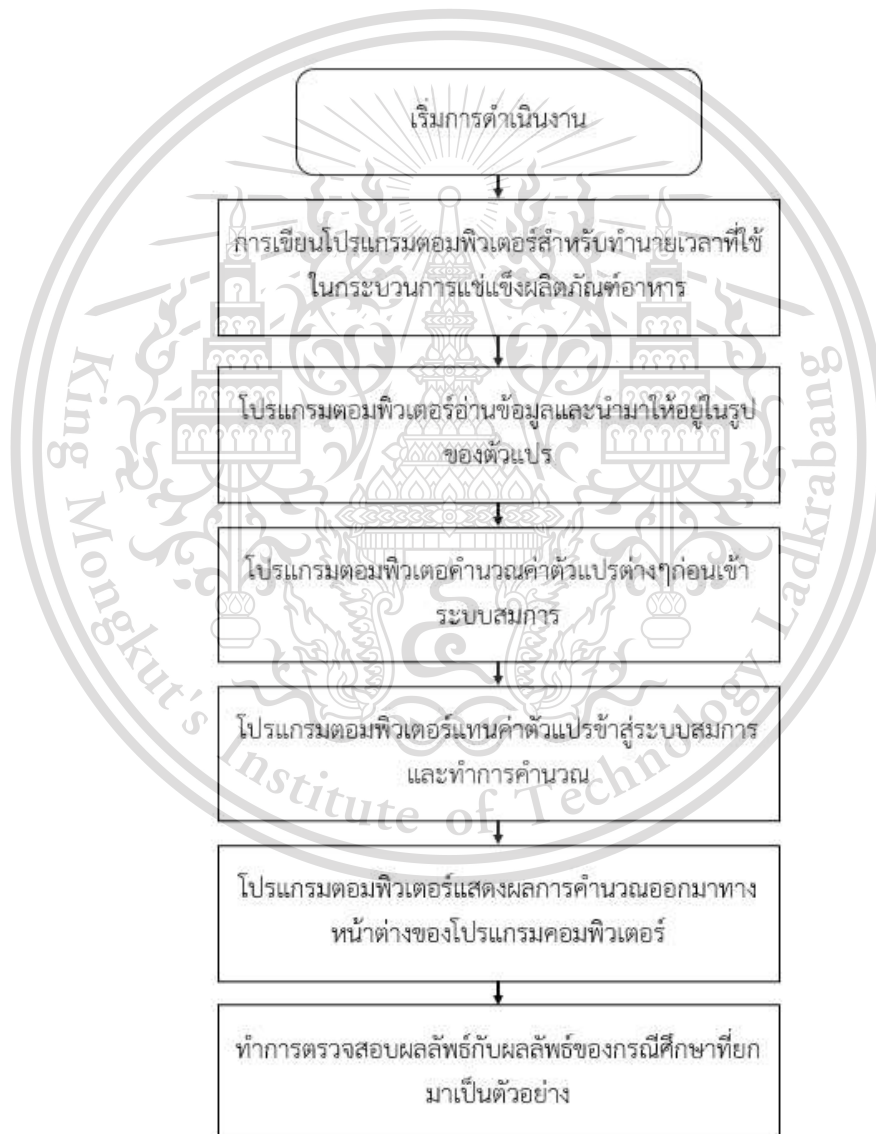 เริ่มการดำเนินงาน
การเขียนโปรแกรมตอมพิวเตอร์สำหรับทำนายเวลาที่ใช้
ในกระบวนการแช่แข็งผลิตภัณฑ์อาหาร
โปรแกรมตอมพิวเตอร์อ่านข้อมูลและนำมาให้อยู่ในรูป
ของตัวแปร
โปรแกรมตอมพิวเตอคำนวณค่าตัวแปรต่างๆก่อนเข้า
ระบบสมการ
โปรแกรมตอมพิวเตอร์แทนค่าตัวแปรข้าสู่ระบบสมการ
และทำการคำนวณ
โปรแกรมตอมพิวเตอร์แสดงผลการคำนวณออกมาทาง
หน้าต่างของโปรแกรมคอมพิวเตอร์
ทำการตรวจสอบผลลัพธ์กับผลลัพธ์ของกรณีศึกษาที่ยก
มาเป็นตัวอย่าง
King Mongkut's Institute of Technology Ladkrabang